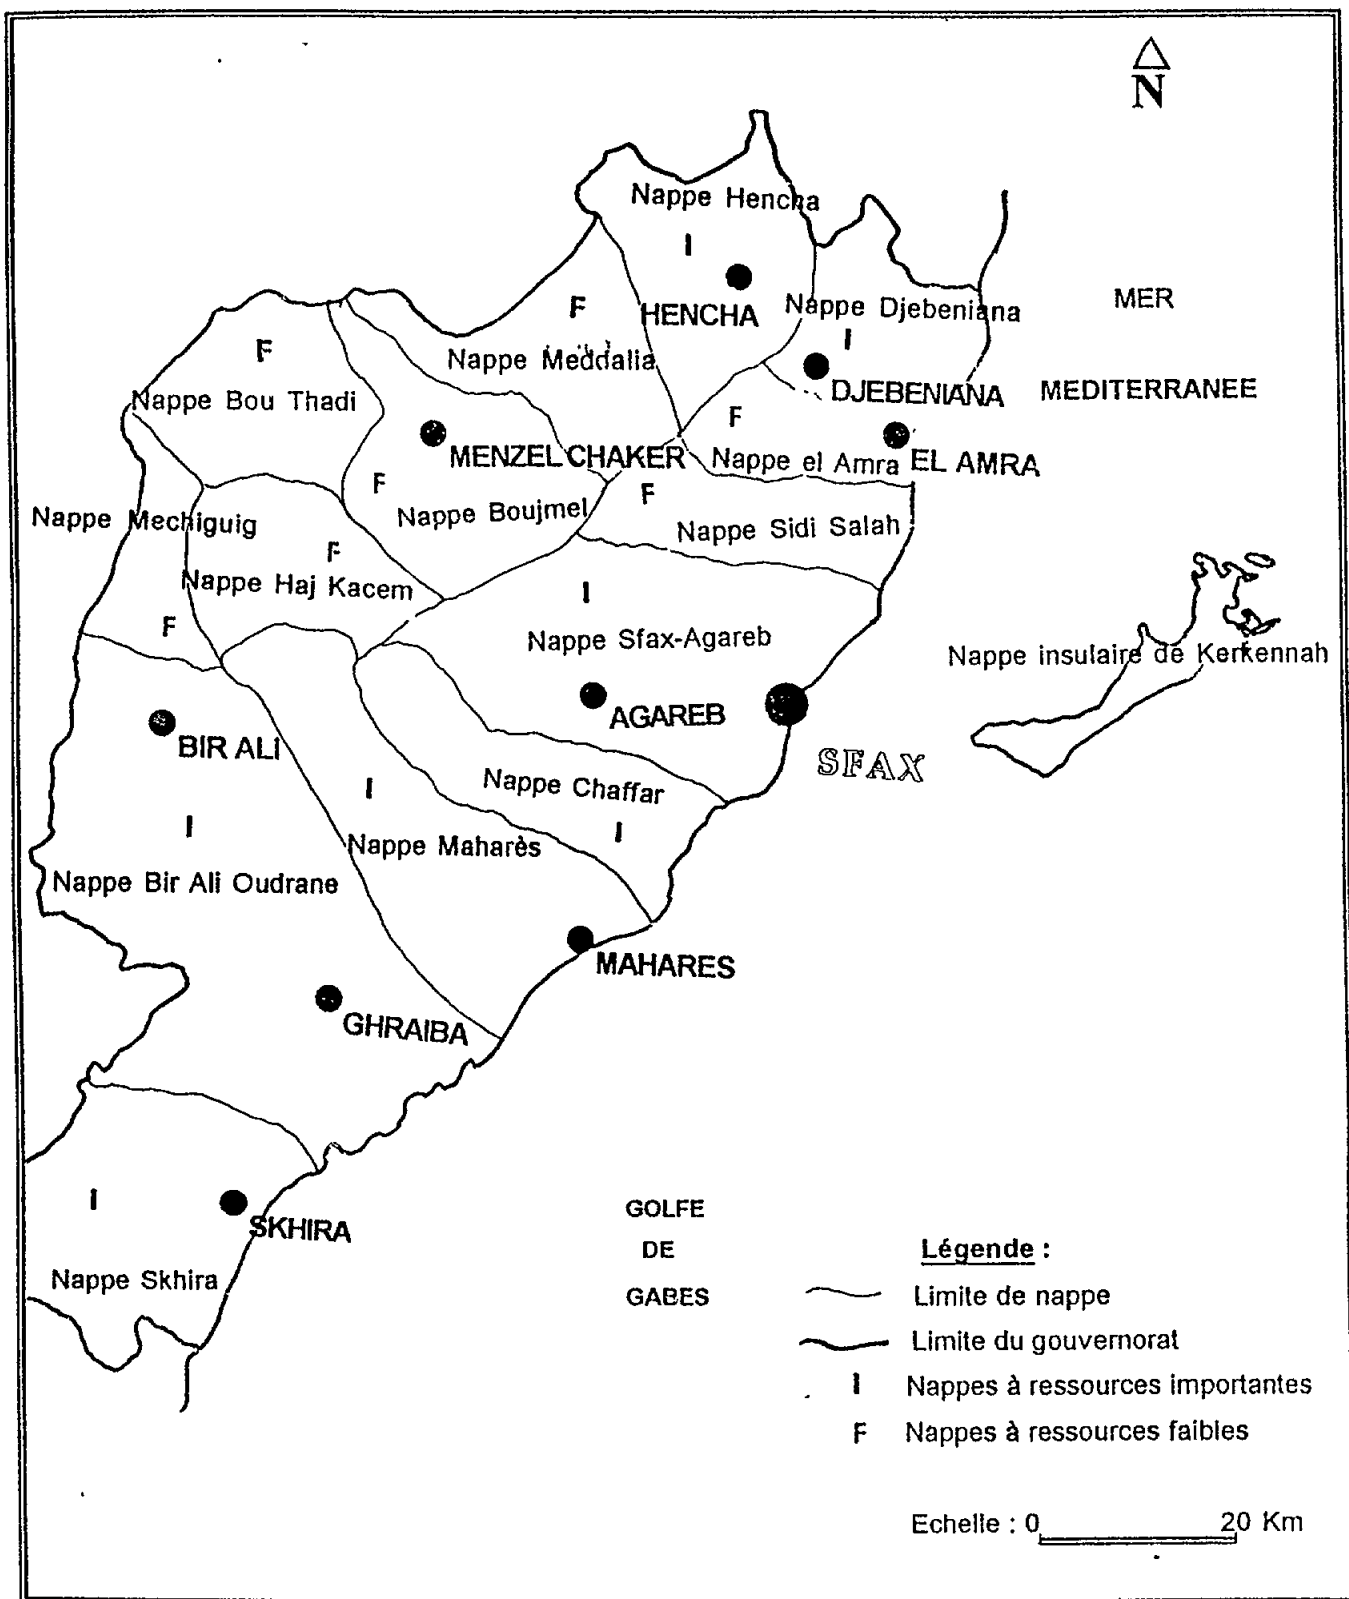 N
Nappe Hencha
I
HENCHA
F
Nappe Meddalia
Nappe Djebeniana
I
DJEBENIANA
MER
MEDITERRANEE
F
Nappe Bou Thadi
F
Nappe el Amra
EL AMRA
MENZEL CHAKER
F
Nappe Boujmel
F
Nappe Sidi Salah
Nappe Mechiguig
F
F
Nappe Haj Kacem
I
Nappe Sfax-Agareb
AGAREB
SFAX
Nappe insulaire de Kerkennah
F
BIR ALI
I
Nappe Bir Ali Oudrane
I
Nappe Maharès
Nappe Chaffar
I
MAHARES
GHRAIBA
I
SKHIRA
Nappe Skhira
GOLFE
DE
GABES
Légende :
Limite de nappe
Limite du gouvernorat
I Nappes à ressources importantes
F Nappes à ressources faibles
Echelle : 0 20 Km